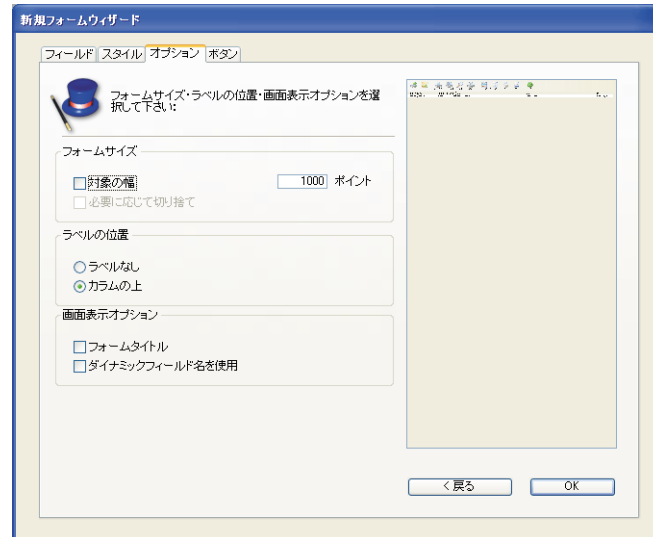 新規フォームウィザード
フィールド スタイル オプション ボタン
フォームサイズ・ラベルの位置・画面表示オプションを選
択して下さい:
フォームサイズ
対象の幅 1000 ポイント
必要に応じて切り捨て
ラベルの位置
ラベルなし
カラムの上
画面表示オプション
フォームタイトル
ダイナミックフィールド名を使用
< 戻る OK